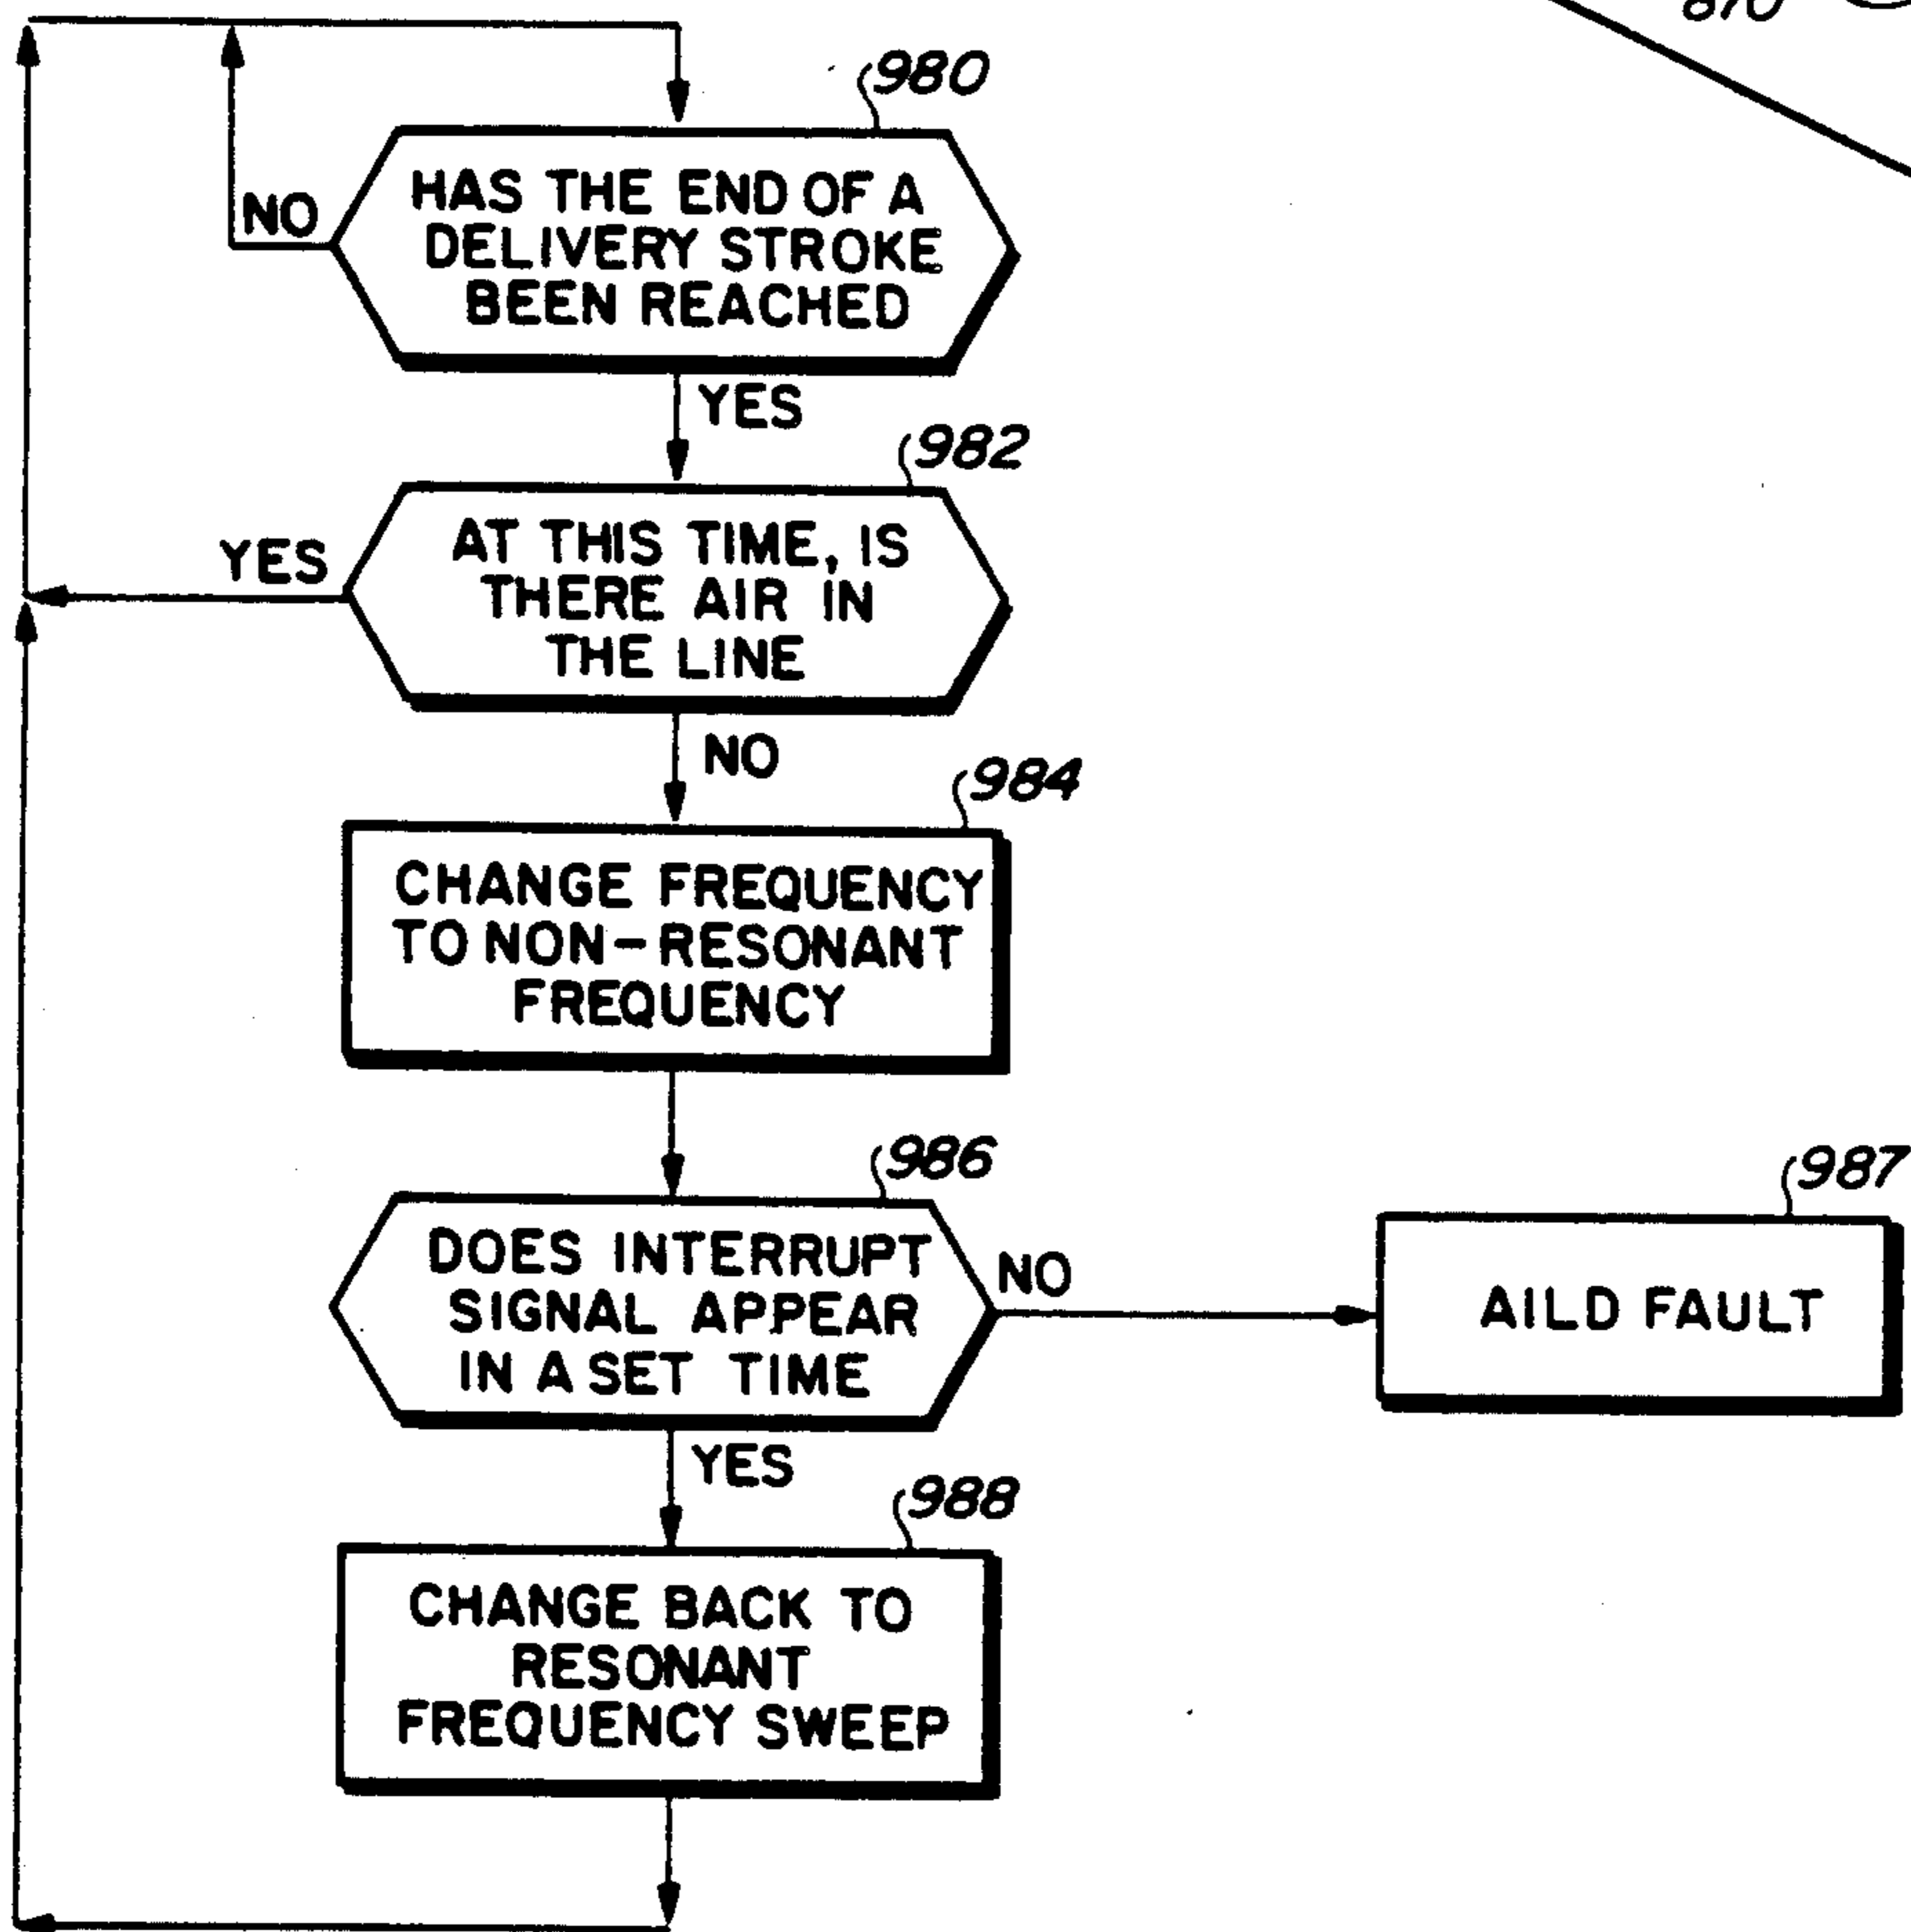 870
980
HAS THE END OF A
DELIVERY STROKE
BEEN REACHED
NO
YES
982
AT THIS TIME, IS
THERE AIR IN
THE LINE
YES
NO
984
CHANGE FREQUENCY
TO NON-RESONANT
FREQUENCY
986
DOES INTERRUPT
SIGNAL APPEAR
IN A SET TIME
NO
987
AILD FAULT
YES
988
CHANGE BACK TO
RESONANT
FREQUENCY SWEEP